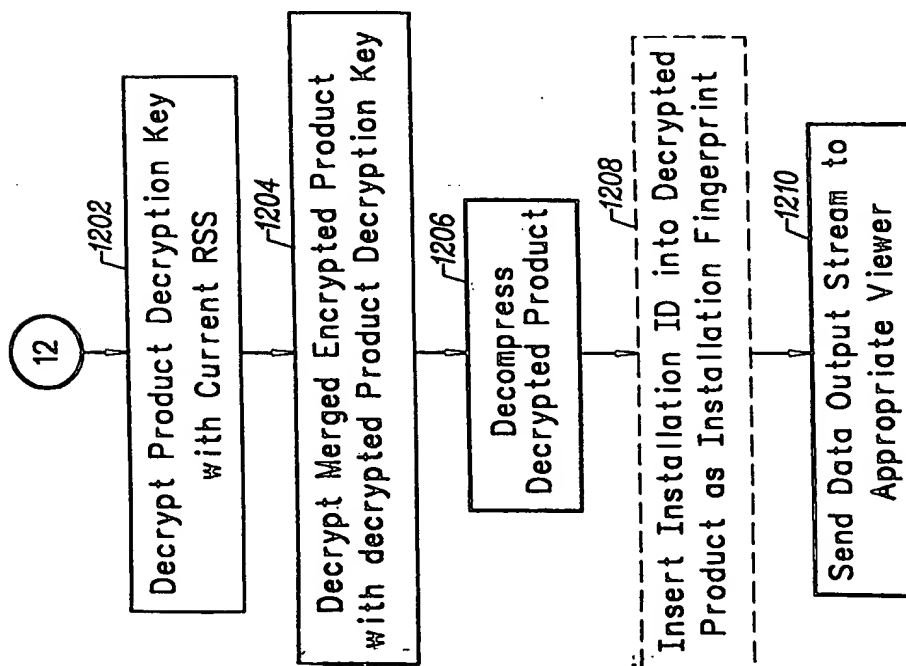 12
1202
Decrypt Product Decryption Key
with Current RSS
1204
Decrypt Merged Encrypted Product
with decrypted Product Decryption Key
1206
Decompress
Decrypted Product
1208
Insert Installation ID into Decrypted
Product as Installation Fingerprint
1210
Send Data Output Stream to
Appropriate Viewer